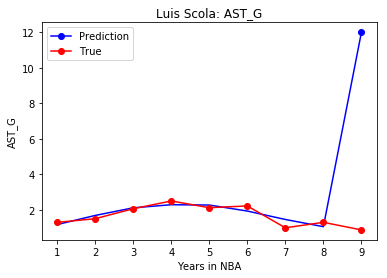 Luis Scola: AST_G
Prediction
True
12
10
8
6
4
2
AST_G
1 2 3 4 5 6 7 8 9
Years in NBA